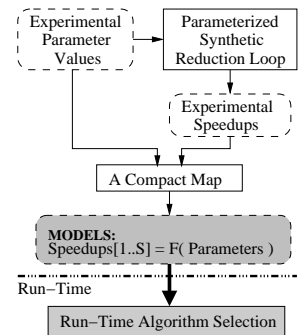 Experimental
Parameter
Values
Parameterized
Synthetic
Reduction Loop
Experimental
Speedups
A Compact Map
MODELS:
Speedups[1..S] = F( Parameters )
Run−Time
Run−Time Algorithm Selection